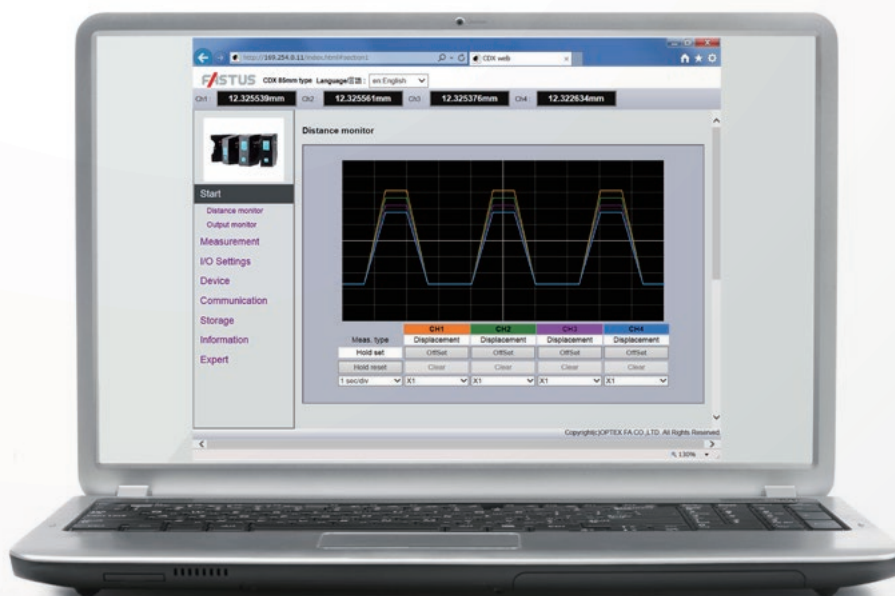 http://169.254.0.11/index.html#section1
CDX web
FASTUS CDX 85mm type Language/言語 : en:English
Ch1 12.325539mm Ch2 12.325561mm Ch3 12.325376mm Ch4 12.322634mm
Distance monitor
Start
Distance monitor
Output monitor
Measurement
I/O Settings
Device
Communication
Storage
Information
Expert
CH1 CH2 CH3 CH4
Meas. type Displacement Displacement Displacement Displacement
Hold set OffSet OffSet OffSet OffSet
Hold reset Clear Clear Clear Clear
1 sec/div X1 X1 X1 X1
Copyright(c)OPTEX FA CO.,LTD. All Rights Reserved.
130%